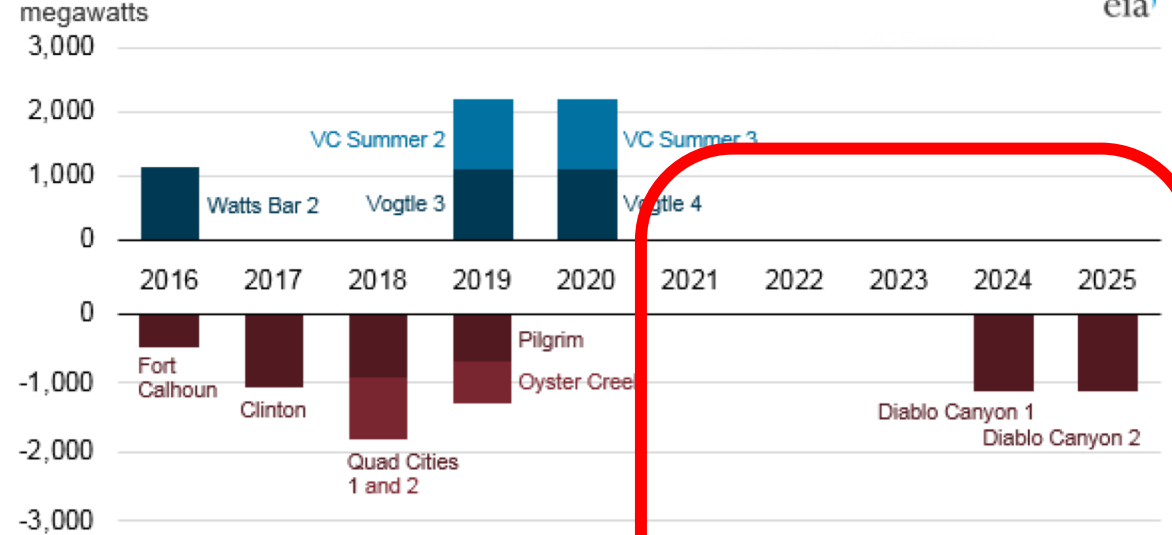 megawatts
eia
3,000
2,000
1,000
0
VC Summer 2
VC Summer 3
Watts Bar 2
Vogtle 3
Vogtle 4
2016 2017 2018 2019 2020 2021 2022 2023 2024 2025
0
-1,000
-2,000
-3,000
Fort
Calhoun
Clinton
Quad Cities
1 and 2
Pilgrim
Oyster Creek
Diablo Canyon 1
Diablo Canyon 2